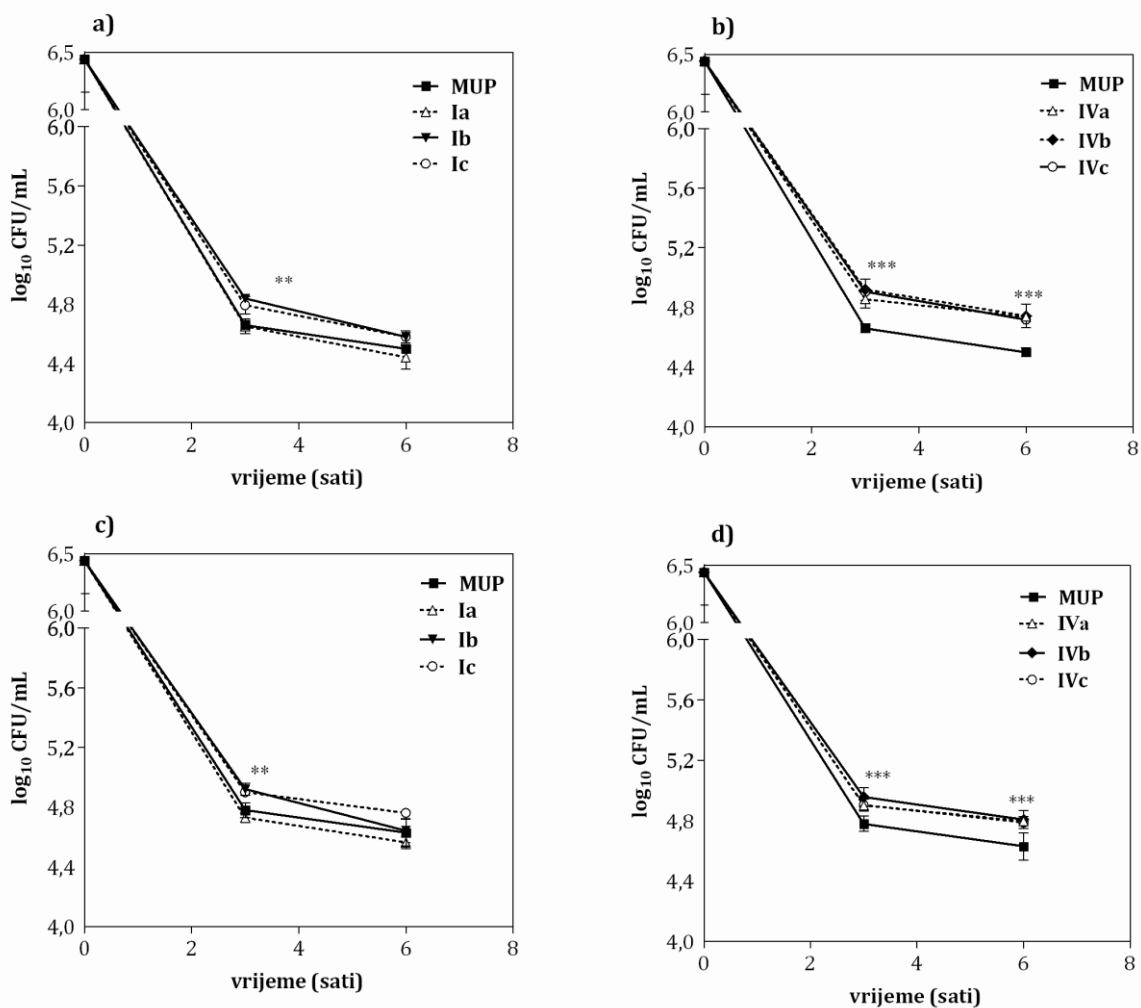 a)
6,5
6,0
6,0
5,6
5,2
4,8
4,4
4,0
log10 CFU/mL
MUP
Ia
Ib
Ic
**
0
2
4
6
8
vrijeme (sati)
b)
6,5
6,0
6,0
5,6
5,2
4,8
4,4
4,0
log10 CFU/mL
MUP
IVa
IVb
IVc
***
***
0
2
4
6
8
vrijeme (sati)
c)
6,5
6,0
6,0
5,6
5,2
4,8
4,4
4,0
log10 CFU/mL
MUP
Ia
Ib
Ic
**
0
2
4
6
8
vrijeme (sati)
d)
6,5
6,0
6,0
5,6
5,2
4,8
4,4
4,0
log10 CFU/mL
MUP
IVa
IVb
IVc
***
***
0
2
4
6
8
vrijeme (sati)